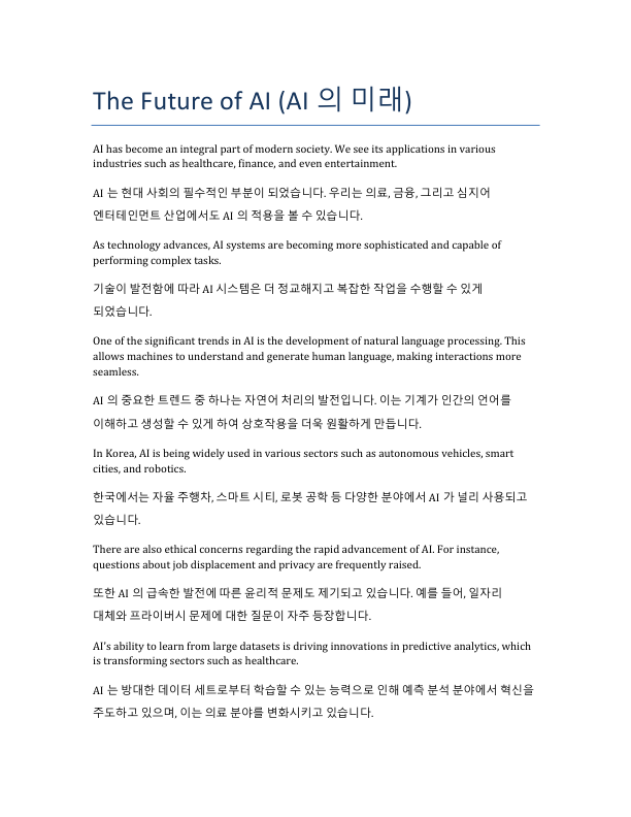 The Future of AI (AI 의 미래)
AI has become an integral part of modern society. We see its applications in various
industries such as healthcare, finance, and even entertainment.
AI 는 현대 사회의 필수적인 부분이 되었습니다. 우리는 의료, 금융, 그리고 심지어
엔터테인먼트 산업에서도 AI 의 적용을 볼 수 있습니다.
As technology advances, AI systems are becoming more sophisticated and capable of
performing complex tasks.
기술이 발전함에 따라 AI 시스템은 더 정교해지고 복잡한 작업을 수행할 수 있게
되었습니다.
One of the significant trends in AI is the development of natural language processing. This
allows machines to understand and generate human language, making interactions more
seamless.
AI 의 중요한 트렌드 중 하나는 자연어 처리의 발전입니다. 이는 기계가 인간의 언어를
이해하고 생성할 수 있게 하여 상호작용을 더욱 원활하게 만듭니다.
In Korea, AI is being widely used in various sectors such as autonomous vehicles, smart
cities, and robotics.
한국에서는 자율 주행차, 스마트 시티, 로봇 공학 등 다양한 분야에서 AI 가 널리 사용되고
있습니다.
There are also ethical concerns regarding the rapid advancement of AI. For instance,
questions about job displacement and privacy are frequently raised.
또한 AI 의 급속한 발전에 따른 윤리적 문제도 제기되고 있습니다. 예를 들어, 일자리
대체와 프라이버시 문제에 대한 질문이 자주 등장합니다.
AI's ability to learn from large datasets is driving innovations in predictive analytics, which
is transforming sectors such as healthcare.
AI 는 방대한 데이터 세트로부터 학습할 수 있는 능력으로 인해 예측 분석 분야에서 혁신을
주도하고 있으며, 이는 의료 분야를 변화시키고 있습니다.